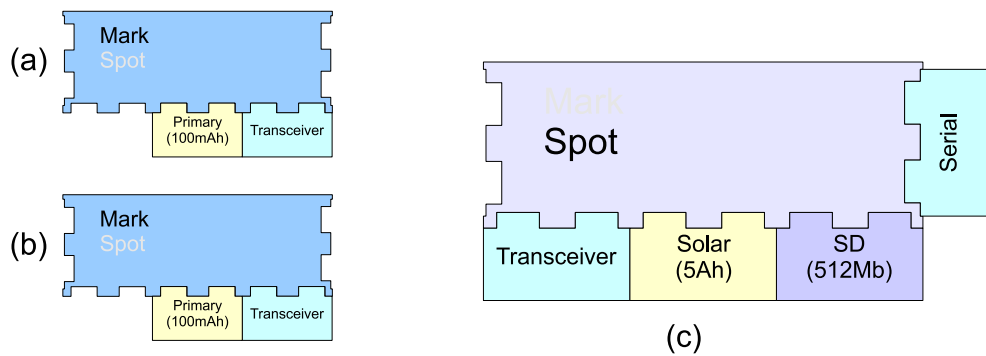 (a)
Mark
Spot
Primary
(100mAh)
Transceiver
(b)
Mark
Spot
Primary
(100mAh)
Transceiver
Mark
Spot
Serial
Transceiver
Solar
(5Ah)
SD
(512Mb)
(c)